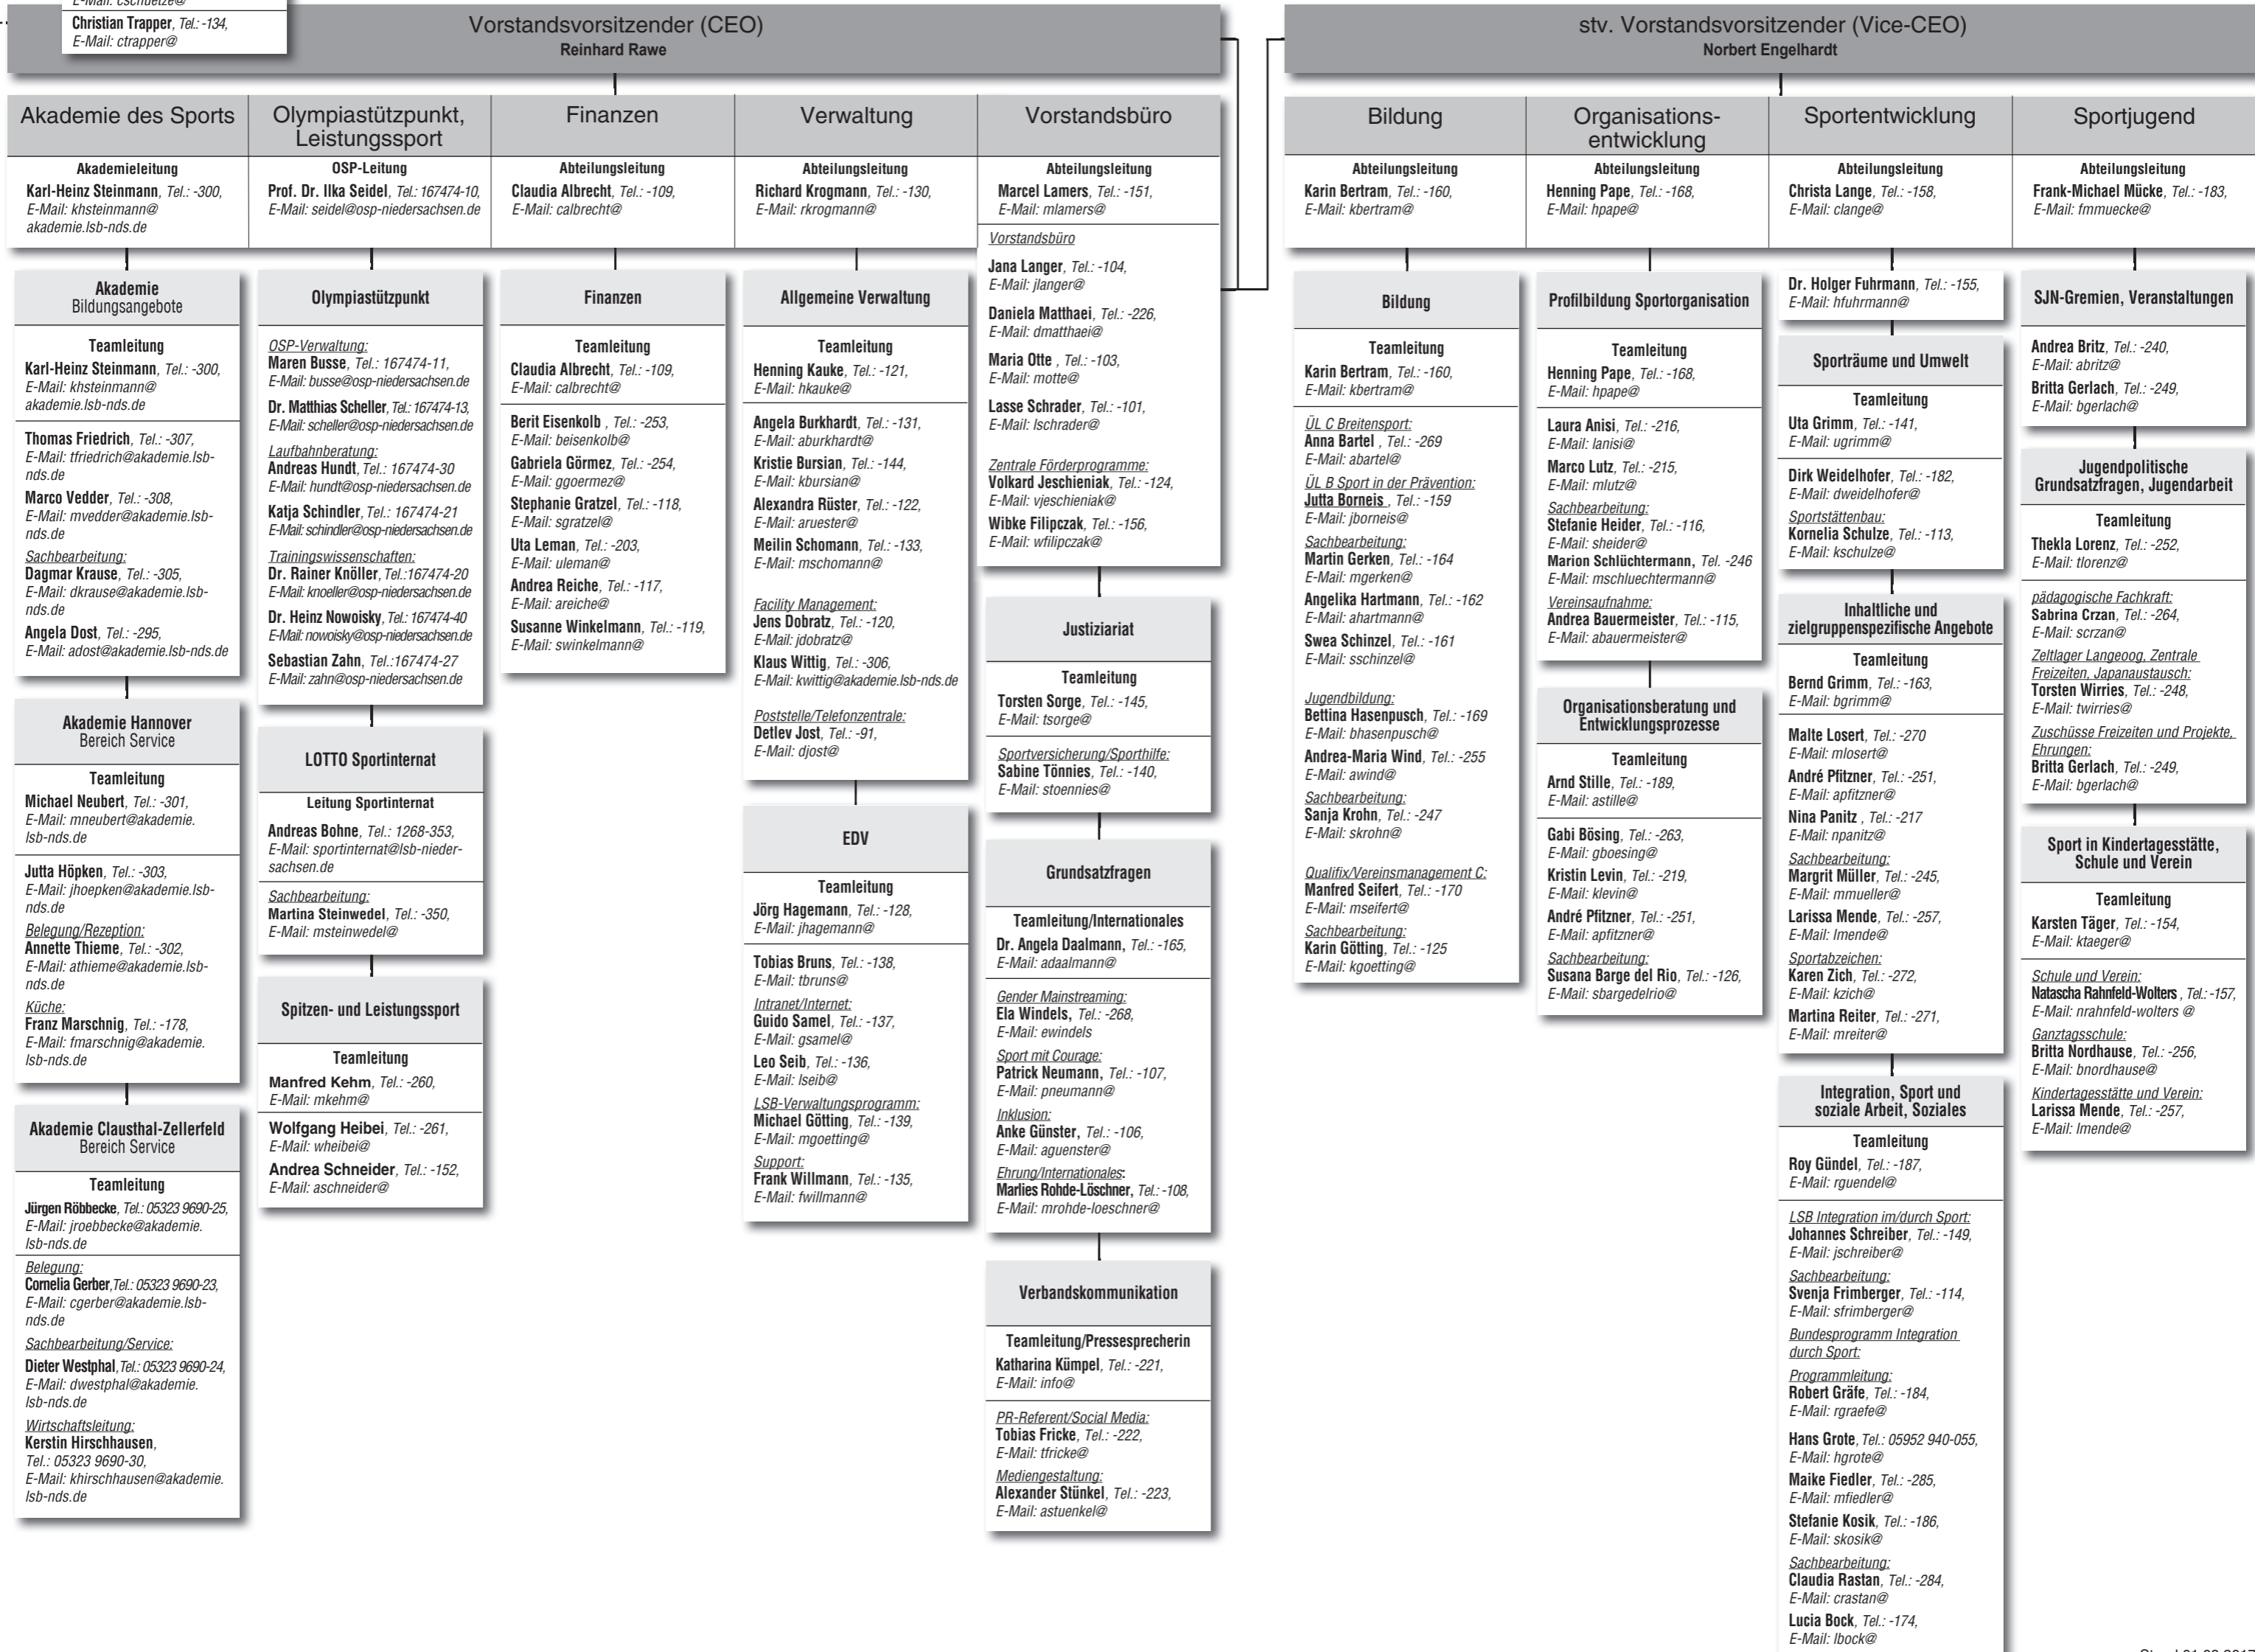 E-Mail: cschuetze@
Christian Trapper, Tel.: -134,
E-Mail: ctrapper@
Vorstandsvorsitzender (CEO)
Reinhard Rawe
Akademie des Sports
Akademieleitung
Karl-Heinz Steinmann, Tel.: -300,
E-Mail: khsteinmann@
akademie.lsb-nds.de
Akademie
Bildungsangebote
Teamleitung
Karl-Heinz Steinmann, Tel.: -300,
E-Mail: khsteinmann@
akademie.lsb-nds.de
Thomas Friedrich, Tel.: -307,
E-Mail: tfriedrich@akademie.lsb-
nds.de
Marco Vedder, Tel.: -308,
E-Mail: mvedder@akademie.lsb-
nds.de
Sachbearbeitung:
Dagmar Krause, Tel.: -305,
E-Mail: dkrause@akademie.lsb-
nds.de
Angela Dost, Tel.: -295,
E-Mail: adost@akademie.lsb-nds.de
Akademie Hannover
Bereich Service
Teamleitung
Michael Neubert, Tel.: -301,
E-Mail: mneubert@akademie.
lsb-nds.de
Jutta Höpken, Tel.: -303,
E-Mail: jhoepken@akademie.lsb-
nds.de
Belegung/Rezeption:
Annette Thieme, Tel.: -302,
E-Mail: athieme@akademie.lsb-
nds.de
Küche:
Franz Marschnig, Tel.: -178,
E-Mail: fmarschnig@akademie.
lsb-nds.de
Akademie Clausthal-Zellerfeld
Bereich Service
Teamleitung
Jürgen Röbbecke, Tel.: 05323 9690-25,
E-Mail: jroebbecke@akademie.
lsb-nds.de
Belegung:
Cornelia Gerber,Tel.: 05323 9690-23,
E-Mail: cgerber@akademie.lsb-
nds.de
Sachbearbeitung/Service:
Dieter Westphal,Tel.: 05323 9690-24,
E-Mail: dwestphal@akademie.
lsb-nds.de
Wirtschaftsleitung:
Kerstin Hirschhausen,
Tel.: 05323 9690-30,
E-Mail: khirschhausen@akademie.
lsb-nds.de
Olympiastützpunkt,
Leistungssport
OSP-Leitung
Prof. Dr. Ilka Seidel, Tel.: 167474-10,
E-Mail: seidel@osp-niedersachsen.de
Olympiastützpunkt
OSP-Verwaltung:
Maren Busse, Tel.: 167474-11,
E-Mail: busse@osp-niedersachsen.de
Dr. Matthias Scheller, Tel.: 167474-13,
E-Mail: scheller@osp-niedersachsen.de
Laufbahnberatung:
Andreas Hundt, Tel.: 167474-30
E-Mail: hundt@osp-niedersachsen.de
Katja Schindler, Tel.: 167474-21
E-Mail: schindler@osp-niedersachsen.de
Trainingswissenschaften:
Dr. Rainer Knöller, Tel.:167474-20
E-Mail: knoeller@osp-niedersachsen.de
Dr. Heinz Nowoisky, Tel.: 167474-40
E-Mail: nowoisky@osp-niedersachsen.de
Sebastian Zahn, Tel.:167474-27
E-Mail: zahn@osp-niedersachsen.de
LOTTO Sportinternat
Leitung Sportinternat
Andreas Bohne, Tel.: 1268-353,
E-Mail: sportinternat@lsb-nieder-
sachsen.de
Sachbearbeitung:
Martina Steinwedel, Tel.: -350,
E-Mail: msteinwedel@
Spitzen- und Leistungssport
Teamleitung
Manfred Kehm, Tel.: -260,
E-Mail: mkehm@
Wolfgang Heibei, Tel.: -261,
E-Mail: wheibei@
Andrea Schneider, Tel.: -152,
E-Mail: aschneider@
Finanzen
Abteilungsleitung
Claudia Albrecht, Tel.: -109,
E-Mail: calbrecht@
Finanzen
Teamleitung
Claudia Albrecht, Tel.: -109,
E-Mail: calbrecht@
Berit Eisenkolb , Tel.: -253,
E-Mail: beisenkolb@
Gabriela Görmez, Tel.: -254,
E-Mail: ggoermez@
Stephanie Gratzel, Tel.: -118,
E-Mail: sgratzel@
Uta Leman, Tel.: -203,
E-Mail: uleman@
Andrea Reiche, Tel.: -117,
E-Mail: areiche@
Susanne Winkelmann, Tel.: -119,
E-Mail: swinkelmann@
Verwaltung
Abteilungsleitung
Richard Krogmann, Tel.: -130,
E-Mail: rkrogmann@
Allgemeine Verwaltung
Teamleitung
Henning Kauke, Tel.: -121,
E-Mail: hkauke@
Angela Burkhardt, Tel.: -131,
E-Mail: aburkhardt@
Kristie Bursian, Tel.: -144,
E-Mail: kbursian@
Alexandra Rüster, Tel.: -122,
E-Mail: aruester@
Meilin Schomann, Tel.: -133,
E-Mail: mschomann@
Facility Management:
Jens Dobratz, Tel.: -120,
E-Mail: jdobratz@
Klaus Wittig, Tel.: -306,
E-Mail: kwittig@akademie.lsb-nds.de
Poststelle/Telefonzentrale:
Detlev Jost, Tel.: -91,
E-Mail: djost@
EDV
Teamleitung
Jörg Hagemann, Tel.: -128,
E-Mail: jhagemann@
Tobias Bruns, Tel.: -138,
E-Mail: tbruns@
Intranet/Internet:
Guido Samel, Tel.: -137,
E-Mail: gsamel@
Leo Seib, Tel.: -136,
E-Mail: lseib@
LSB-Verwaltungsprogramm:
Michael Götting, Tel.: -139,
E-Mail: mgoetting@
Support:
Frank Willmann, Tel.: -135,
E-Mail: fwillmann@
Vorstandsbüro
Abteilungsleitung
Marcel Lamers, Tel.: -151,
E-Mail: mlamers@
Vorstandsbüro
Jana Langer, Tel.: -104,
E-Mail: jlanger@
Daniela Matthaei, Tel.: -226,
E-Mail: dmatthaei@
Maria Otte , Tel.: -103,
E-Mail: motte@
Lasse Schrader, Tel.: -101,
E-Mail: lschrader@
Zentrale Förderprogramme:
Volkard Jeschieniak, Tel.: -124,
E-Mail: vjeschieniak@
Wibke Filipczak, Tel.: -156,
E-Mail: wfilipczak@
Justiziariat
Teamleitung
Torsten Sorge, Tel.: -145,
E-Mail: tsorge@
Sportversicherung/Sporthilfe:
Sabine Tönnies, Tel.: -140,
E-Mail: stoennies@
Grundsatzfragen
Teamleitung/Internationales
Dr. Angela Daalmann, Tel.: -165,
E-Mail: adaalmann@
Gender Mainstreaming:
Ela Windels, Tel.: -268,
E-Mail: ewindels
Sport mit Courage:
Patrick Neumann, Tel.: -107,
E-Mail: pneumann@
Inklusion:
Anke Günster, Tel.: -106,
E-Mail: aguenster@
Ehrung/Internationales:
Marlies Rohde-Löschner, Tel.: -108,
E-Mail: mrohde-loeschner@
Verbandskommunikation
Teamleitung/Pressesprecherin
Katharina Kümpel, Tel.: -221,
E-Mail: info@
PR-Referent/Social Media:
Tobias Fricke, Tel.: -222,
E-Mail: tfricke@
Mediengestaltung:
Alexander Stünkel, Tel.: -223,
E-Mail: astuenkel@
stv. Vorstandsvorsitzender (Vice-CEO)
Norbert Engelhardt
Bildung
Abteilungsleitung
Karin Bertram, Tel.: -160,
E-Mail: kbertram@
Bildung
Teamleitung
Karin Bertram, Tel.: -160,
E-Mail: kbertram@
ÜL C Breitensport:
Anna Bartel , Tel.: -269
E-Mail: abartel@
ÜL B Sport in der Prävention:
Jutta Borneis , Tel.: -159
E-Mail: jborneis@
Sachbearbeitung:
Martin Gerken, Tel.: -164
E-Mail: mgerken@
Angelika Hartmann, Tel.: -162
E-Mail: ahartmann@
Swea Schinzel, Tel.: -161
E-Mail: sschinzel@
Jugendbildung:
Bettina Hasenpusch, Tel.: -169
E-Mail: bhasenpusch@
Andrea-Maria Wind, Tel.: -255
E-Mail: awind@
Sachbearbeitung:
Sanja Krohn, Tel.: -247
E-Mail: skrohn@
Qualifix/Vereinsmanagement C:
Manfred Seifert, Tel.: -170
E-Mail: mseifert@
Sachbearbeitung:
Karin Götting, Tel.: -125
E-Mail: kgoetting@
Organisations-
entwicklung
Abteilungsleitung
Henning Pape, Tel.: -168,
E-Mail: hpape@
Profilbildung Sportorganisation
Teamleitung
Henning Pape, Tel.: -168,
E-Mail: hpape@
Laura Anisi, Tel.: -216,
E-Mail: lanisi@
Marco Lutz, Tel.: -215,
E-Mail: mlutz@
Sachbearbeitung:
Stefanie Heider, Tel.: -116,
E-Mail: sheider@
Marion Schlüchtermann, Tel. -246
E-Mail: mschluechtermann@
Vereinsaufnahme:
Andrea Bauermeister, Tel.: -115,
E-Mail: abauermeister@
Organisationsberatung und
Entwicklungsprozesse
Teamleitung
Arnd Stille, Tel.: -189,
E-Mail: astille@
Gabi Bösing, Tel.: -263,
E-Mail: gboesing@
Kristin Levin, Tel.: -219,
E-Mail: klevin@
André Pfitzner, Tel.: -251,
E-Mail: apfitzner@
Sachbearbeitung:
Susana Barge del Rio, Tel.: -126,
E-Mail: sbargedelrio@
Sportentwicklung
Abteilungsleitung
Christa Lange, Tel.: -158,
E-Mail: clange@
Dr. Holger Fuhrmann, Tel.: -155,
E-Mail: hfuhrmann@
Sporträume und Umwelt
Teamleitung
Uta Grimm, Tel.: -141,
E-Mail: ugrimm@
Dirk Weidelhofer, Tel.: -182,
E-Mail: dweidelhofer@
Sportstättenbau:
Kornelia Schulze, Tel.: -113,
E-Mail: kschulze@
Inhaltliche und
zielgruppenspezifische Angebote
Teamleitung
Bernd Grimm, Tel.: -163,
E-Mail: bgrimm@
Malte Losert, Tel.: -270
E-Mail: mlosert@
André Pfitzner, Tel.: -251,
E-Mail: apfitzner@
Nina Panitz , Tel.: -217
E-Mail: npanitz@
Sachbearbeitung:
Margrit Müller, Tel.: -245,
E-Mail: mmueller@
Larissa Mende, Tel.: -257,
E-Mail: lmende@
Sportabzeichen:
Karen Zich, Tel.: -272,
E-Mail: kzich@
Martina Reiter, Tel.: -271,
E-Mail: mreiter@
Integration, Sport und
soziale Arbeit, Soziales
Teamleitung
Roy Gündel, Tel.: -187,
E-Mail: rguendel@
LSB Integration im/durch Sport:
Johannes Schreiber, Tel.: -149,
E-Mail: jschreiber@
Sachbearbeitung:
Svenja Frimberger, Tel.: -114,
E-Mail: sfrimberger@
Bundesprogramm Integration
durch Sport:
Programmleitung:
Robert Gräfe, Tel.: -184,
E-Mail: rgraefe@
Hans Grote, Tel.: 05952 940-055,
E-Mail: hgrote@
Maike Fiedler, Tel.: -285,
E-Mail: mfiedler@
Stefanie Kosik, Tel.: -186,
E-Mail: skosik@
Sachbearbeitung:
Claudia Rastan, Tel.: -284,
E-Mail: crastan@
Lucia Bock, Tel.: -174,
E-Mail: lbock@
Sportjugend
Abteilungsleitung
Frank-Michael Mücke, Tel.: -183,
E-Mail: fmmuecke@
SJN-Gremien, Veranstaltungen
Andrea Britz, Tel.: -240,
E-Mail: abritz@
Britta Gerlach, Tel.: -249,
E-Mail: bgerlach@
Jugendpolitische
Grundsatzfragen, Jugendarbeit
Teamleitung
Thekla Lorenz, Tel.: -252,
E-Mail: tlorenz@
pädagogische Fachkraft:
Sabrina Czran, Tel.: -264,
E-Mail: scrzan@
Zeltlager Langeoog, Zentrale
Freizeiten, Japanaustausch:
Torsten Wirries, Tel.: -248,
E-Mail: twirries@
Zuschüsse Freizeiten und Projekte,
Ehrungen:
Britta Gerlach, Tel.: -249,
E-Mail: bgerlach@
Sport in Kindertagesstätte,
Schule und Verein
Teamleitung
Karsten Täger, Tel.: -154,
E-Mail: ktaeger@
Schule und Verein:
Natascha Rahnfeld-Wolters , Tel.: -157,
E-Mail: nrahnfeld-wolters @
Ganztagsschule:
Britta Nordhause, Tel.: -256,
E-Mail: bnordhause@
Kindertagesstätte und Verein:
Larissa Mende, Tel.: -257,
E-Mail: lmende@